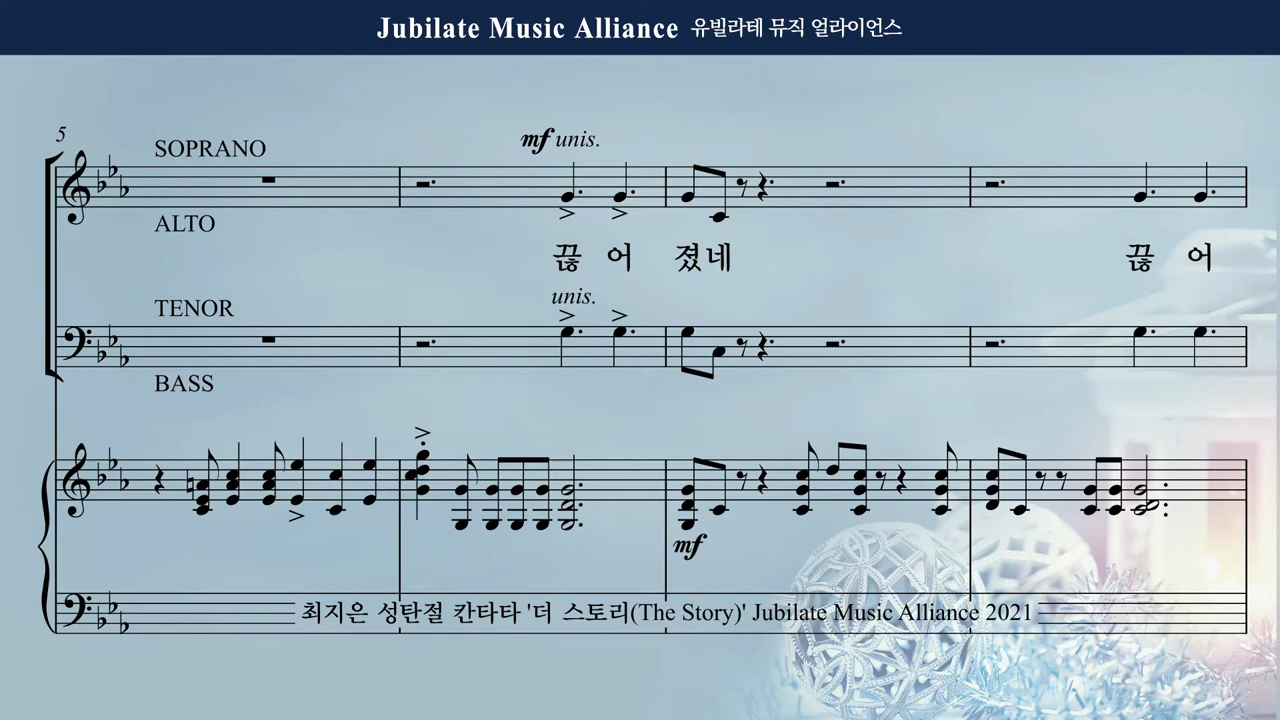 Jubilate Music Alliance 유빌라테 뮤직 얼라이언스
5
SOPRANO
mf unis.
ALTO
끊 어 졌 네 끊 어
TENOR
unis.
BASS
mf
최지은 성탄절 칸타타 '더 스토리(The Story)' Jubilate Music Alliance 2021